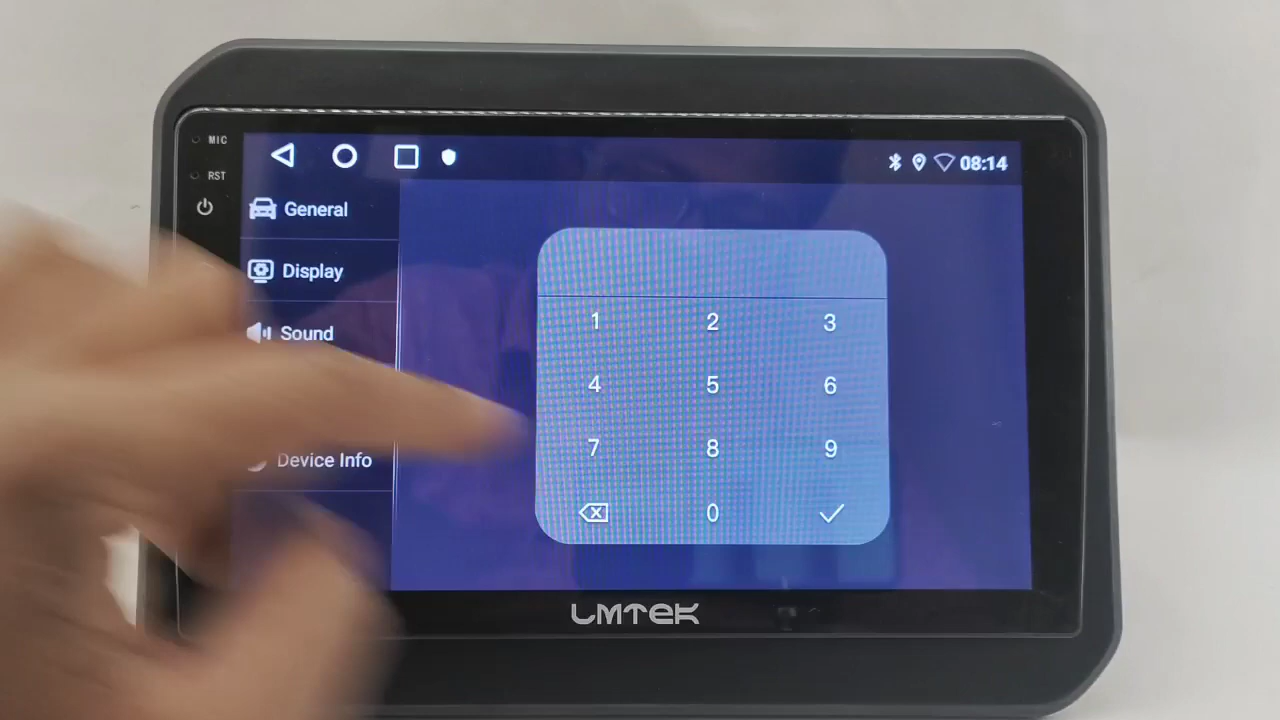 MIC
RST
08:14
General
Display
Sound
Device Info
1 2 3
4 5 6
7 8 9
0
LMTEK